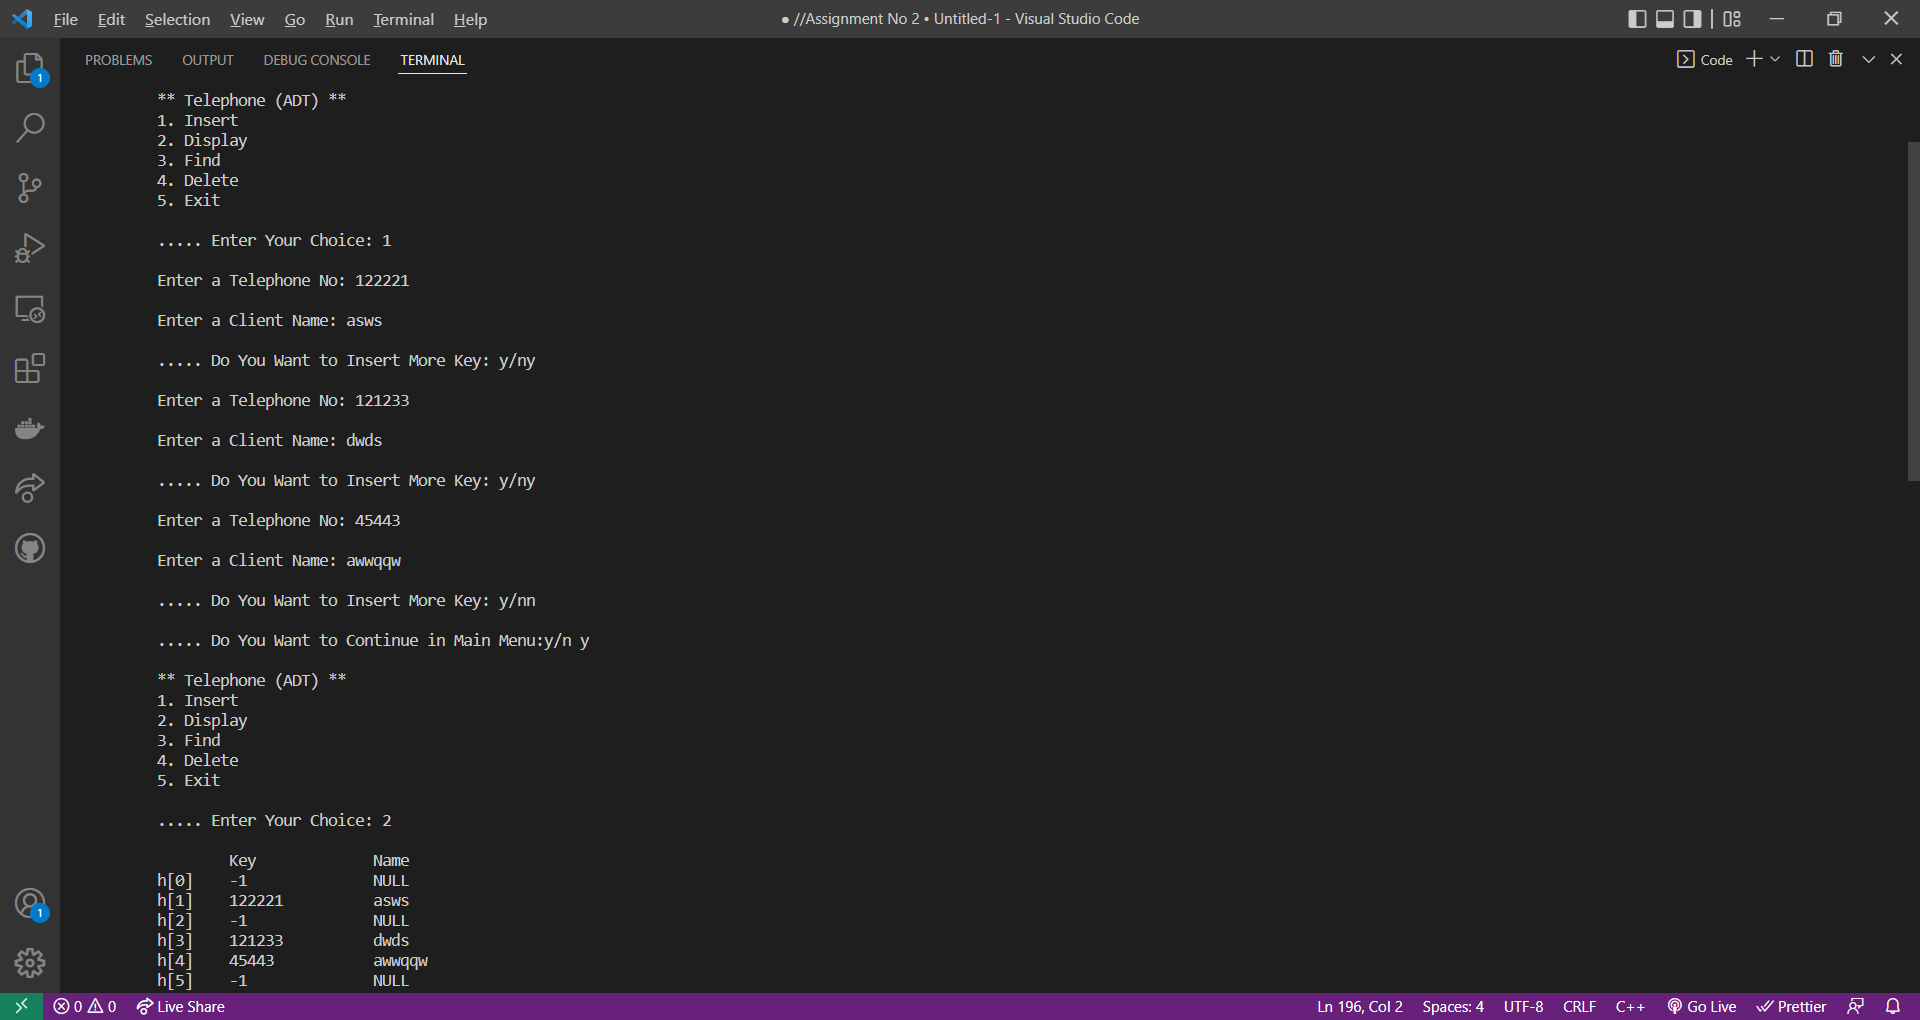 File Edit Selection View Go Run Terminal Help
● //Assignment No 2 • Untitled-1 - Visual Studio Code
PROBLEMS OUTPUT DEBUG CONSOLE TERMINAL
Code
1
** Telephone (ADT) **
1. Insert
2. Display
3. Find
4. Delete
5. Exit
..... Enter Your Choice: 1
Enter a Telephone No: 122221
Enter a Client Name: asws
..... Do You Want to Insert More Key: y/ny
Enter a Telephone No: 121233
Enter a Client Name: dwds
..... Do You Want to Insert More Key: y/ny
Enter a Telephone No: 45443
Enter a Client Name: awwqqw
..... Do You Want to Insert More Key: y/nn
..... Do You Want to Continue in Main Menu:y/n y
** Telephone (ADT) **
1. Insert
2. Display
3. Find
4. Delete
5. Exit
..... Enter Your Choice: 2
Key Name
h[0] -1 NULL
h[1] 122221 asws
h[2] -1 NULL
h[3] 121233 dwds
h[4] 45443 awwqqw
h[5] -1 NULL
1
0 0 Live Share
Ln 196, Col 2 Spaces: 4 UTF-8 CRLF C++ Go Live Prettier